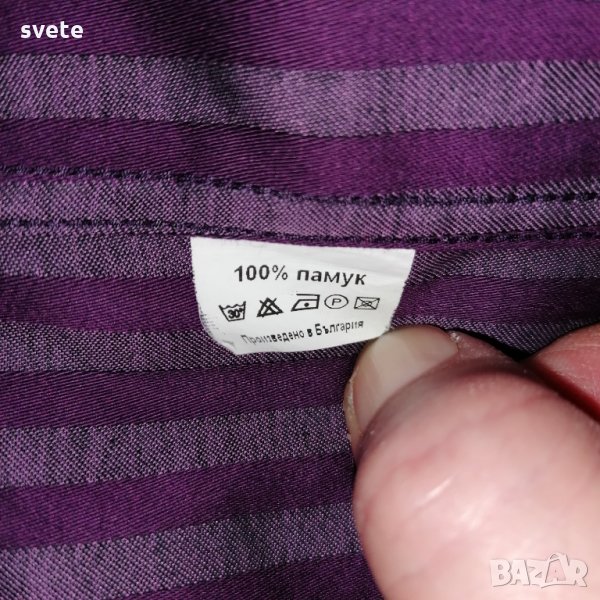 svete
100% памук
30°
P
Произведено в България
BAZAR